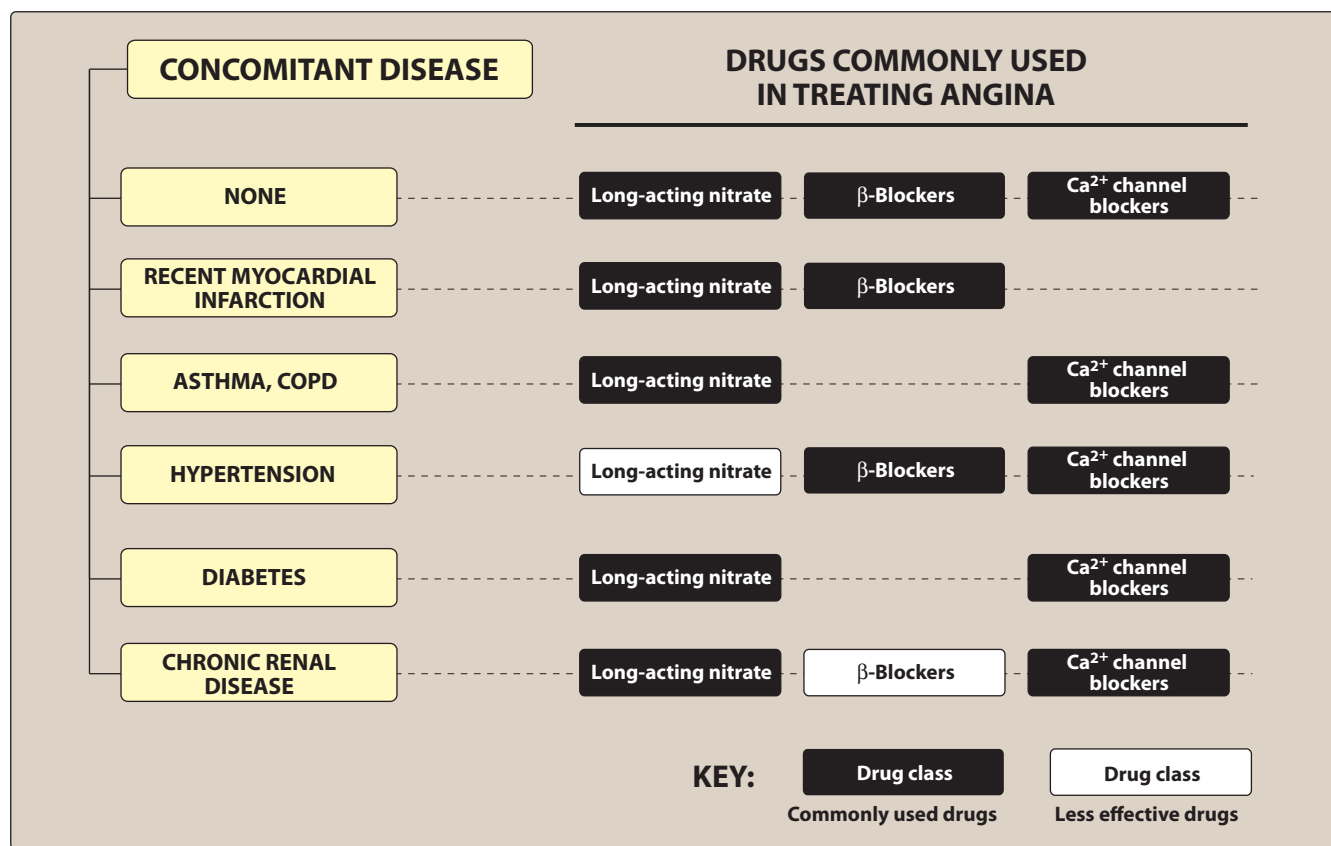 CONCOMITANT DISEASE
DRUGS COMMONLY USED
IN TREATING ANGINA
NONE
Long-acting nitrate
β-Blockers
Ca²⁺ channel
blockers
RECENT MYOCARDIAL
INFARCTION
Long-acting nitrate
β-Blockers
ASTHMA, COPD
Long-acting nitrate
Ca²⁺ channel
blockers
HYPERTENSION
Long-acting nitrate
β-Blockers
Ca²⁺ channel
blockers
DIABETES
Long-acting nitrate
Ca²⁺ channel
blockers
CHRONIC RENAL
DISEASE
Long-acting nitrate
β-Blockers
Ca²⁺ channel
blockers
KEY:
Drug class
Commonly used drugs
Drug class
Less effective drugs